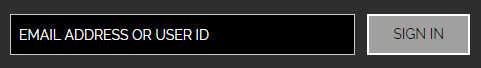 EMAIL ADDRESS OR USER ID SIGN IN